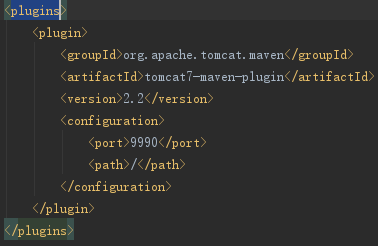 <plugins>
<plugin>
<groupId>org.apache.tomcat.maven</groupId>
<artifactId>tomcat7-maven-plugin</artifactId>
<version>2.2</version>
<configuration>
<port>9990</port>
<path>/</path>
</configuration>
</plugin>
</plugins>